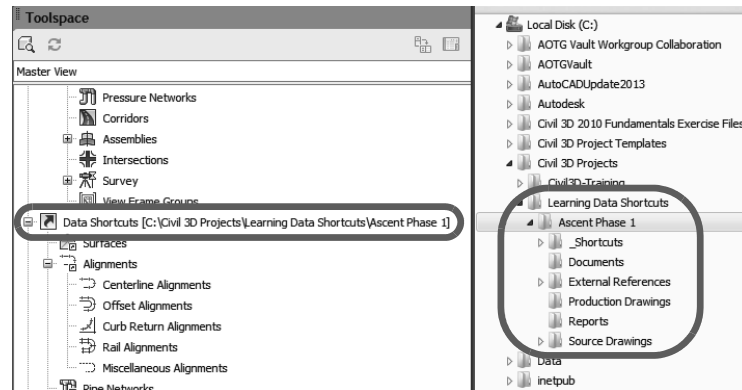 Toolspace
Master View
Pressure Networks
Corridors
Assemblies
Intersections
Survey
View Frame Groups
Data Shortcuts [C:\Civil 3D Projects\Learning Data Shortcuts\Ascent Phase 1]
Surfaces
Alignments
Centerline Alignments
Offset Alignments
Curb Return Alignments
Rail Alignments
Miscellaneous Alignments
Pipe Networks
Local Disk (C:)
AOTG Vault Workgroup Collaboration
AOTGVault
AutoCADUpdate2013
Autodesk
Civil 3D 2010 Fundamentals Exercise Files
Civil 3D Project Templates
Civil 3D Projects
Civil3D-Training
Learning Data Shortcuts
Ascent Phase 1
_Shortcuts
Documents
External References
Production Drawings
Reports
Source Drawings
Data
inetpub